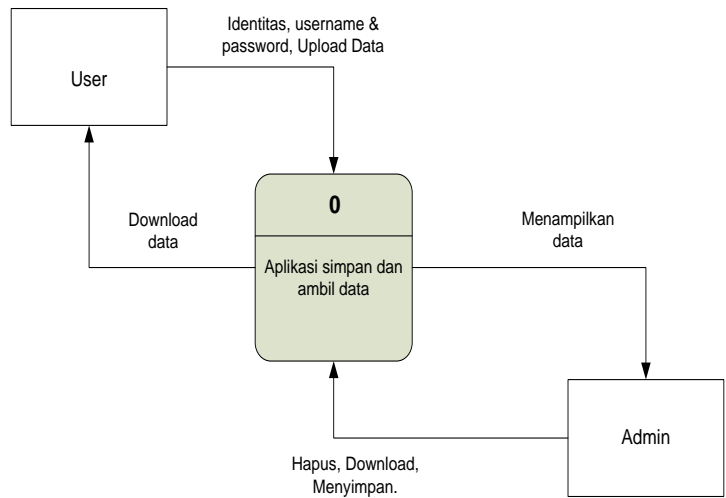 Identitas, username &
password, Upload Data
User
0
Download
data
Menampilkan
data
Aplikasi simpan dan
ambil data
Admin
Hapus, Download,
Menyimpan.